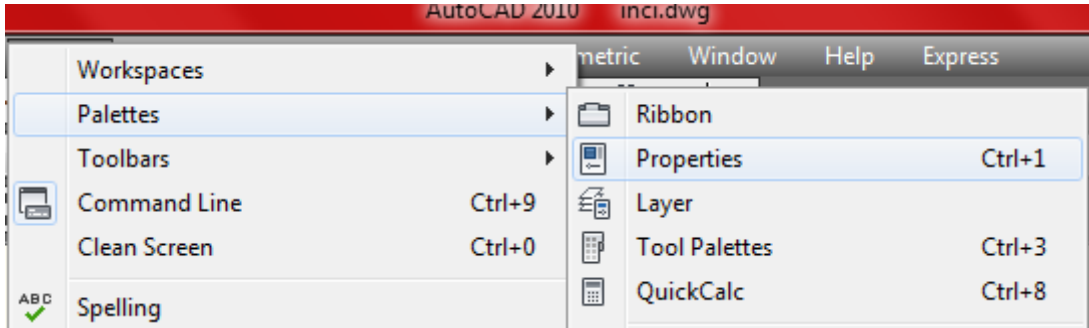 AutoCAD 2010 inci.dwg
metric Window Help Express
Workspaces
Palettes
Toolbars
Command Line Ctrl+9
Clean Screen Ctrl+0
ABC
Spelling
Ribbon
Properties Ctrl+1
Layer
Tool Palettes Ctrl+3
QuickCalc Ctrl+8